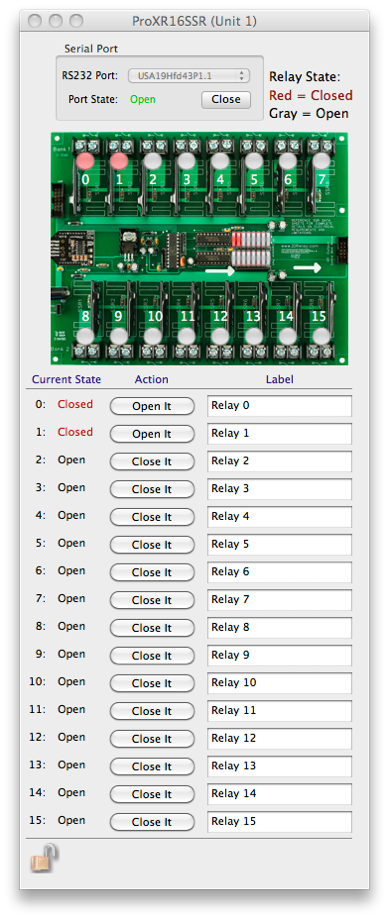 ProXR16SSR (Unit 1)
Serial Port
RS232 Port: USA19Hfd43P1.1
Port State: Open Close
Relay State:
Red = Closed
Gray = Open
0 1 2 3 4 5 6 7
8 9 10 11 12 13 14 15
Bank 2
Current State Action Label
0: Closed Open It Relay 0
1: Closed Open It Relay 1
2: Open Close It Relay 2
3: Open Close It Relay 3
4: Open Close It Relay 4
5: Open Close It Relay 5
6: Open Close It Relay 6
7: Open Close It Relay 7
8: Open Close It Relay 8
9: Open Close It Relay 9
10: Open Close It Relay 10
11: Open Close It Relay 11
12: Open Close It Relay 12
13: Open Close It Relay 13
14: Open Close It Relay 14
15: Open Close It Relay 15